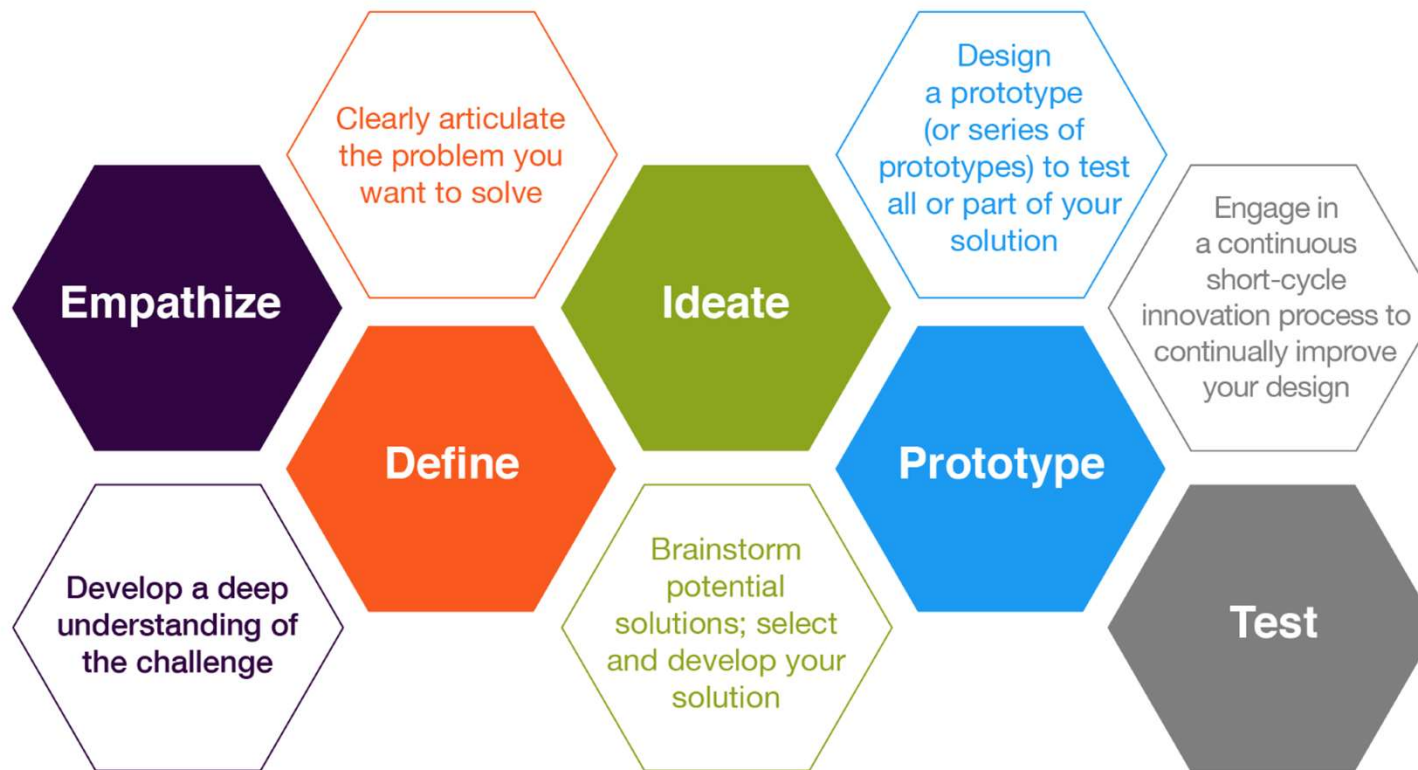 Empathize
Develop a deep
understanding of
the challenge
Clearly articulate
the problem you
want to solve
Define
Ideate
Brainstorm
potential
solutions; select
and develop your
solution
Design
a prototype
(or series of
prototypes) to test
all or part of your
solution
Prototype
Engage in
a continuous
short-cycle
innovation process to
continually improve
your design
Test